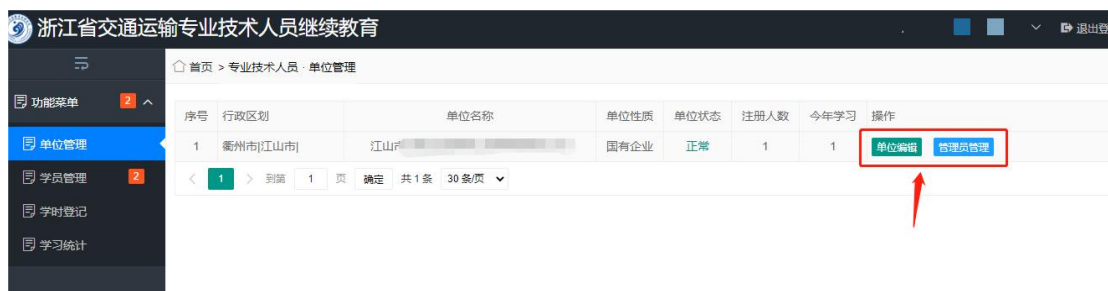 浙江省交通运输专业技术人员继续教育
退出登
首页 > 专业技术人员 · 单位管理
功能菜单 2
单位管理
学员管理 2
学时登记
学习统计
序号 行政区划 单位名称 单位性质 单位状态 注册人数 今年学习 操作
1 衢州市|江山市| 江山市 国有企业 正常 1 1 单位编辑 管理员管理
< 1 > 到第 1 页 确定 共 1 条 30 条/页